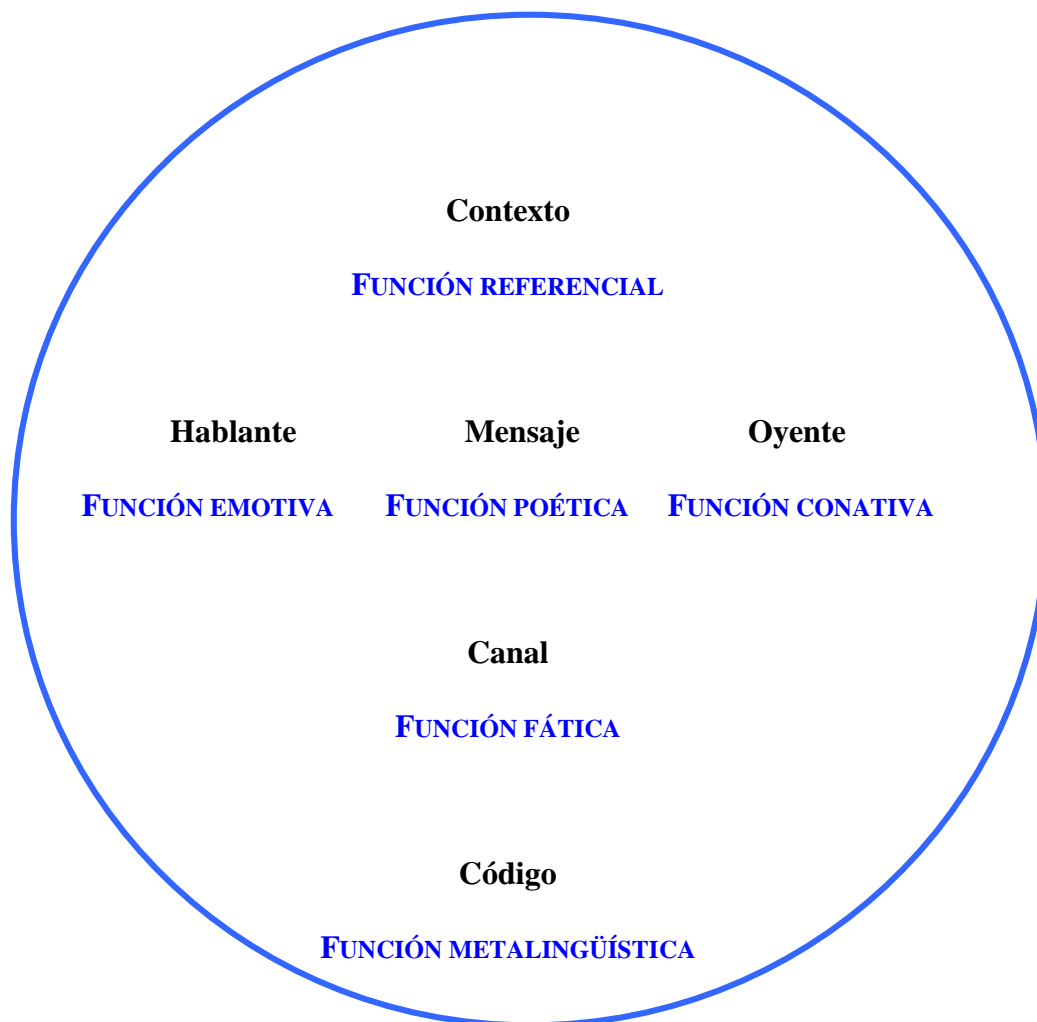 Contexto
FUNCIÓN REFERENCIAL
Hablante Mensaje Oyente
FUNCIÓN EMOTIVA FUNCIÓN POÉTICA FUNCIÓN CONATIVA
Canal
FUNCIÓN FÁTICA
Código
FUNCIÓN METALINGÜÍSTICA